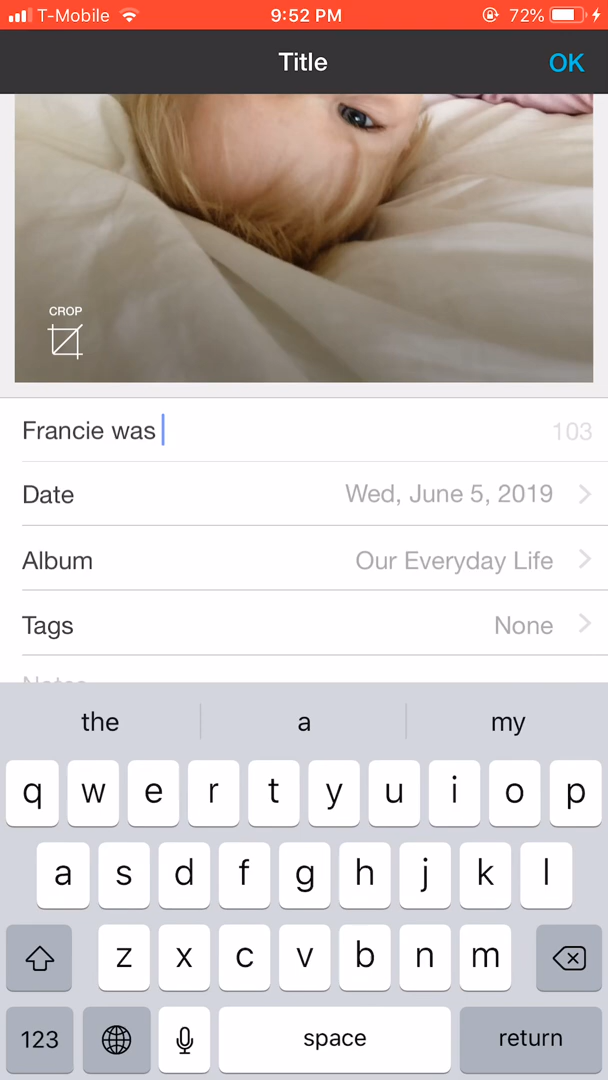 T-Mobile 9:52 PM 72%
Title OK
CROP
Francie was 103
Date Wed, June 5, 2019
Album Our Everyday Life
Tags None
Notes
the a my
q w e r t y u i o p
a s d f g h j k l
z x c v b n m
123 space return